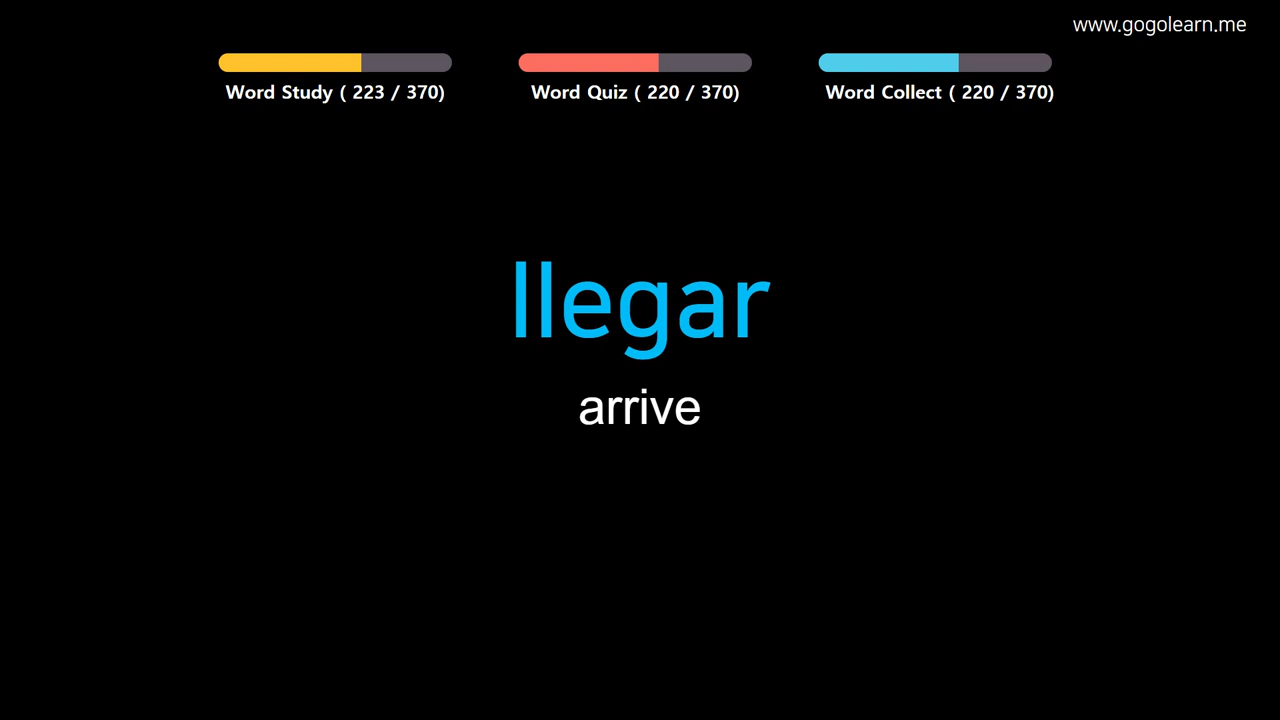 www.gogolearn.me
Word Study ( 223 / 370)
Word Quiz ( 220 / 370)
Word Collect ( 220 / 370)
llegar
arrive